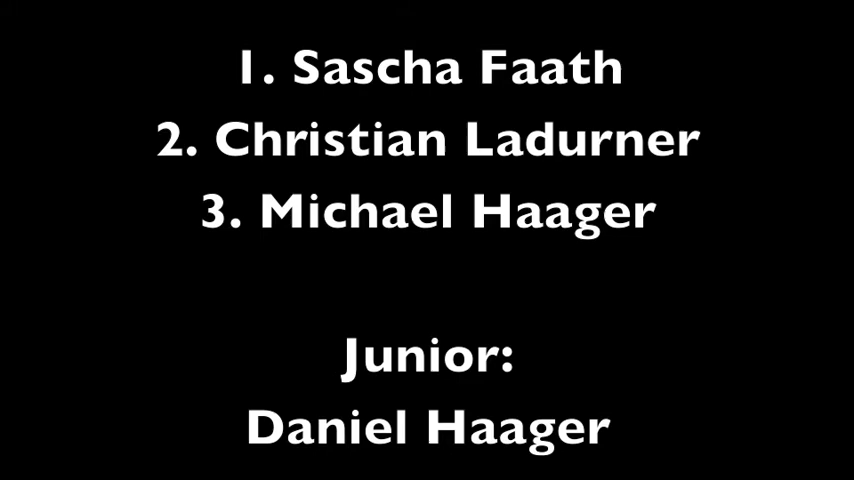 1. Sascha Faath
2. Christian Ladurner
3. Michael Haager
Junior:
Daniel Haager